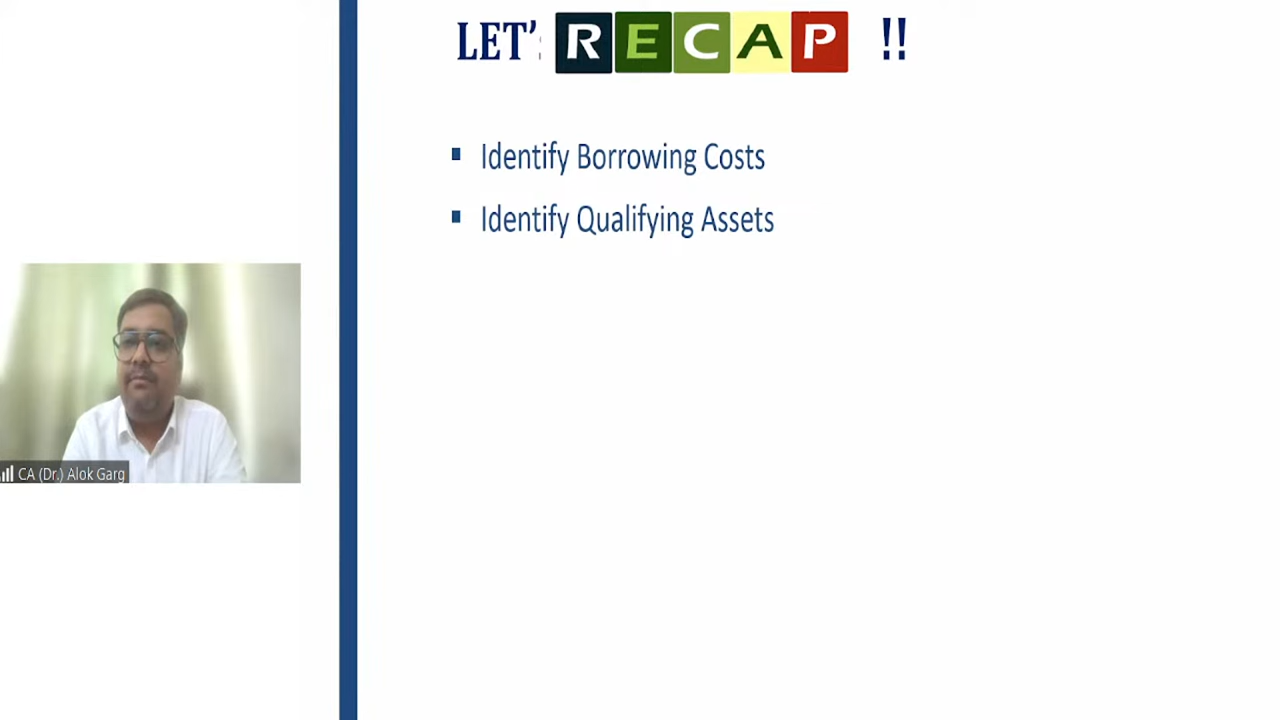 LET' RECAP !!
Identify Borrowing Costs
Identify Qualifying Assets
CA (Dr.) Alok Garg